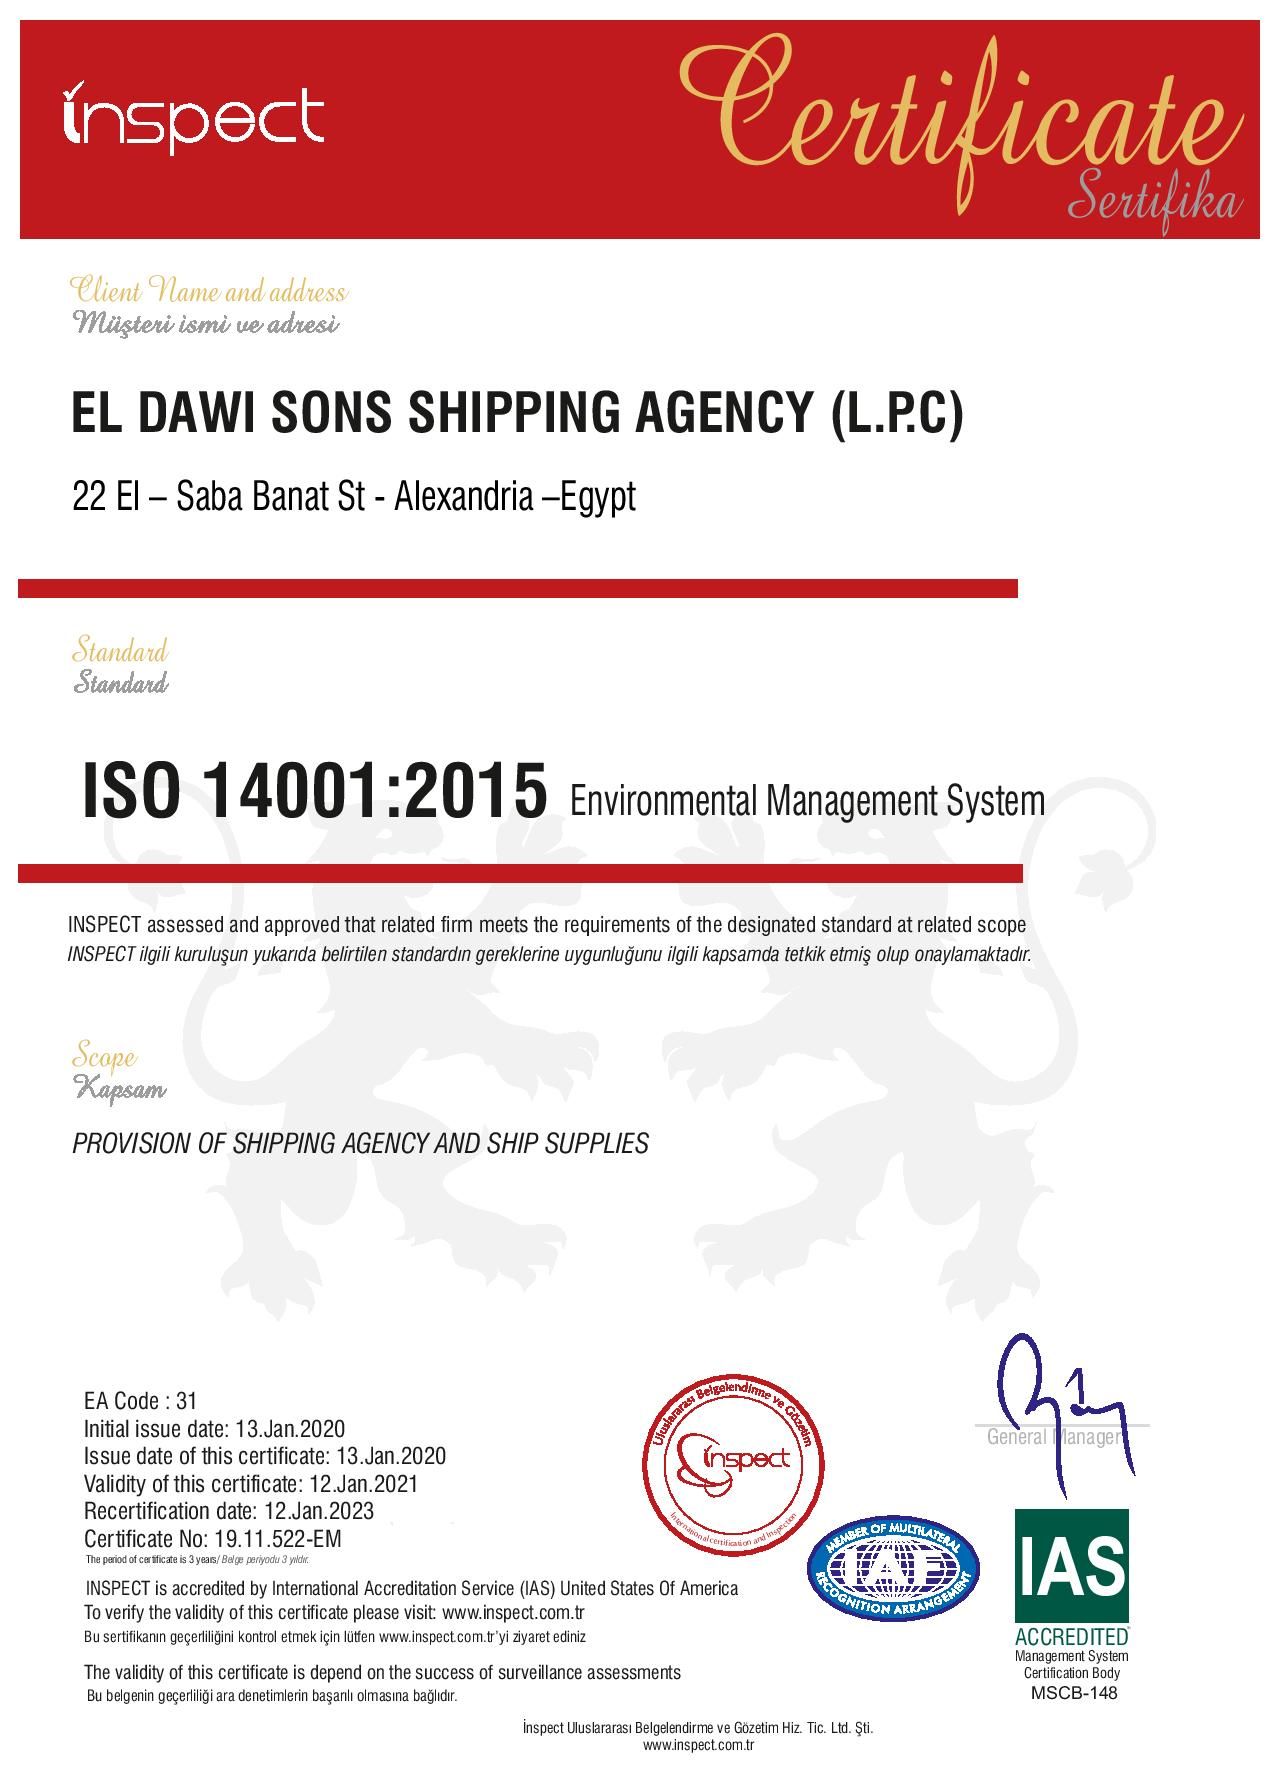 inspect
Certificate
Sertifika
Client Name and address
Müşteri ismi ve adresi
EL DAWI SONS SHIPPING AGENCY (L.P.C)
22 El – Saba Banat St - Alexandria –Egypt
Standard
Standard
ISO 14001:2015 Environmental Management System
INSPECT assessed and approved that related firm meets the requirements of the designated standard at related scope
INSPECT ilgili kuruluşun yukarıda belirtilen standardın gereklerine uygunluğunu ilgili kapsamda tetkik etmiş olup onaylamaktadır.
Scope
Kapsam
PROVISION OF SHIPPING AGENCY AND SHIP SUPPLIES
EA Code : 31
Initial issue date: 13.Jan.2020
Issue date of this certificate: 13.Jan.2020
Validity of this certificate: 12.Jan.2021
Recertification date: 12.Jan.2023
Certificate No: 19.11.522-EM
The period of certificate is 3 years/ Belge periyodu 3 yıldır.
INSPECT is accredited by International Accreditation Service (IAS) United States Of America
To verify the validity of this certificate please visit: www.inspect.com.tr
Bu sertifikanın geçerliliğini kontrol etmek için lütfen www.inspect.com.tr'yi ziyaret ediniz
The validity of this certificate is depend on the success of surveillance assessments
Bu belgenin geçerliliği ara denetimlerin başarılı olmasına bağlıdır.
Uluslararası Belgelendirme ve Gözetim
inspect
International certification and Inspection
MEMBER OF MULTILATERAL
IAF
RECOGNITION ARRANGEMENT
General Manager
IAS
ACCREDITED
Management System
Certification Body
MSCB-148
İnspect Uluslararası Belgelendirme ve Gözetim Hiz. Tic. Ltd. Şti.
www.inspect.com.tr